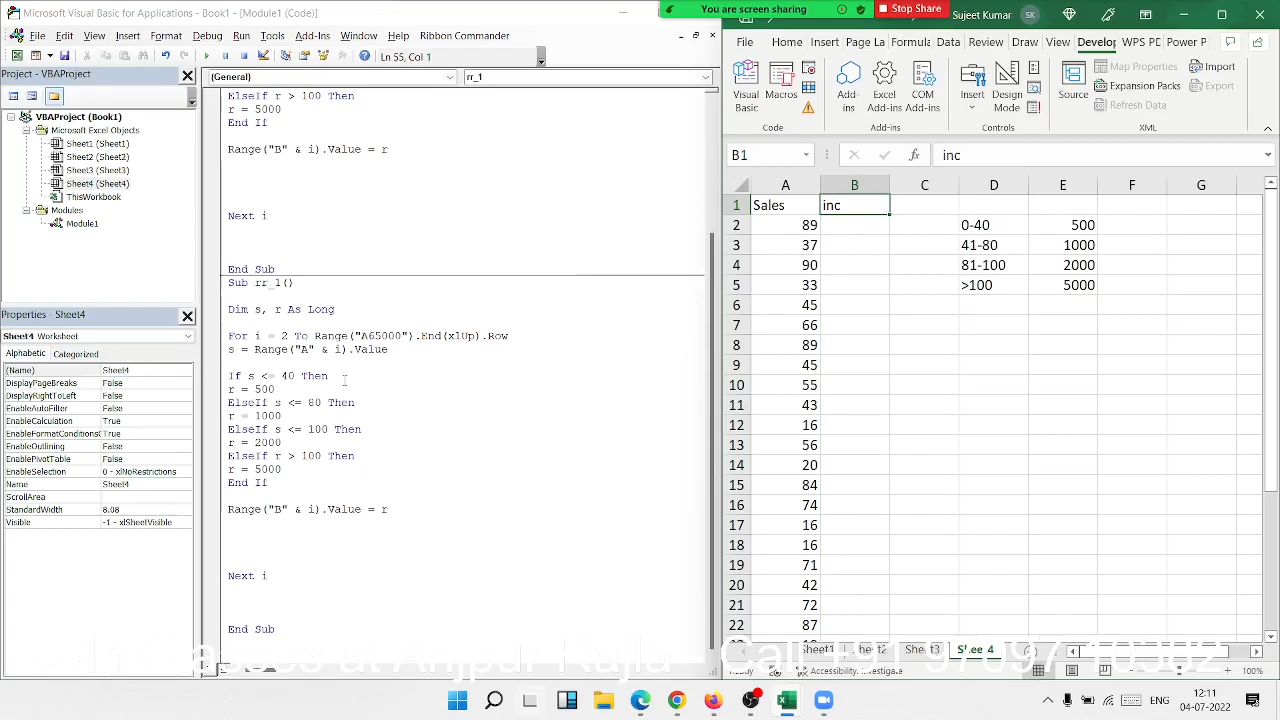 Microsoft Visual Basic for Applications - Book1 - [Module1 (Code)]
You are screen sharing
Stop Share
Sujeet Kumar
SK
File Edit View Insert Format Debug Run Tools Add-Ins Window Help Ribbon Commander
Ln 55, Col 1
Project - VBAProject
VBAProject (Book1)
Microsoft Excel Objects
Sheet1 (Sheet1)
Sheet2 (Sheet2)
Sheet3 (Sheet3)
Sheet4 (Sheet4)
ThisWorkbook
Modules
Module1
Properties - Sheet4
Sheet4 Worksheet
Alphabetic Categorized
(Name) Sheet4
DisplayPageBreaks False
DisplayRightToLeft False
EnableAutoFilter False
EnableCalculation True
EnableFormatConditions True
EnableOutlining False
EnablePivotTable False
EnableSelection 0 - xlNoRestrictions
Name Sheet4
ScrollArea
StandardWidth 8.08
Visible -1 - xlSheetVisible
(General) rr_1
ElseIf r > 100 Then
r = 5000
End If
Range("B" & i).Value = r
Next i
End Sub
Sub rr_1()
Dim s, r As Long
For i = 2 To Range("A65000").End(xlUp).Row
s = Range("A" & i).Value
If s <= 40 Then
r = 500
ElseIf s <= 80 Then
r = 1000
ElseIf s <= 100 Then
r = 2000
ElseIf r > 100 Then
r = 5000
End If
Range("B" & i).Value = r
Next i
End Sub
File Home Insert Page L Formula Data Review View Draw Develo WPS PE Power P
Visual Basic
Macros
Code
Add-ins
Excel Add-ins
COM Add-ins
Add-ins
Insert
Design Mode
Controls
Source
Map Properties
Expansion Packs
Refresh Data
Import
Export
XML
B1 fx inc
A B C D E F G
1 Sales inc
2 89 0-40 500
3 37 41-80 1000
4 90 81-100 2000
5 33 >100 5000
6 45
7 66
8 89
9 45
10 55
11 43
12 16
13 56
14 20
15 84
16 74
17 16
18 16
19 71
20 42
21 72
22 87
Sheet1 Sheet3 Sheet4
Accessibility: Investigate
100%
ENG
12:11
04-07-2022